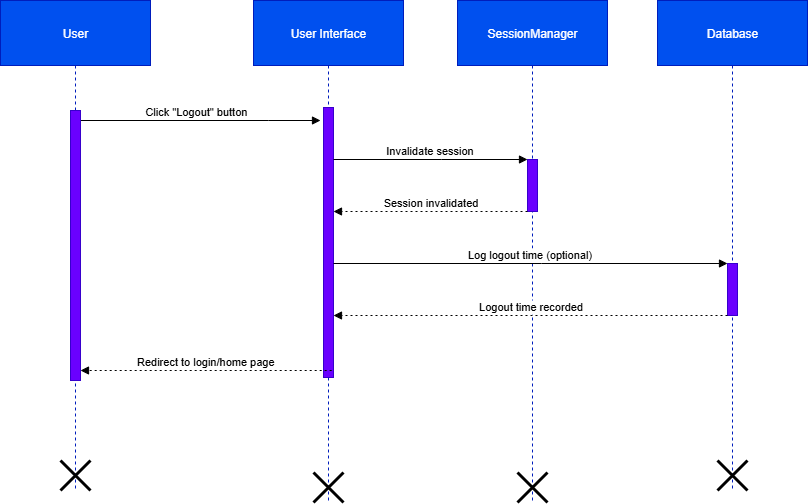 User
User Interface
SessionManager
Database
Click "Logout" button
Invalidate session
Session invalidated
Log logout time (optional)
Logout time recorded
Redirect to login/home page